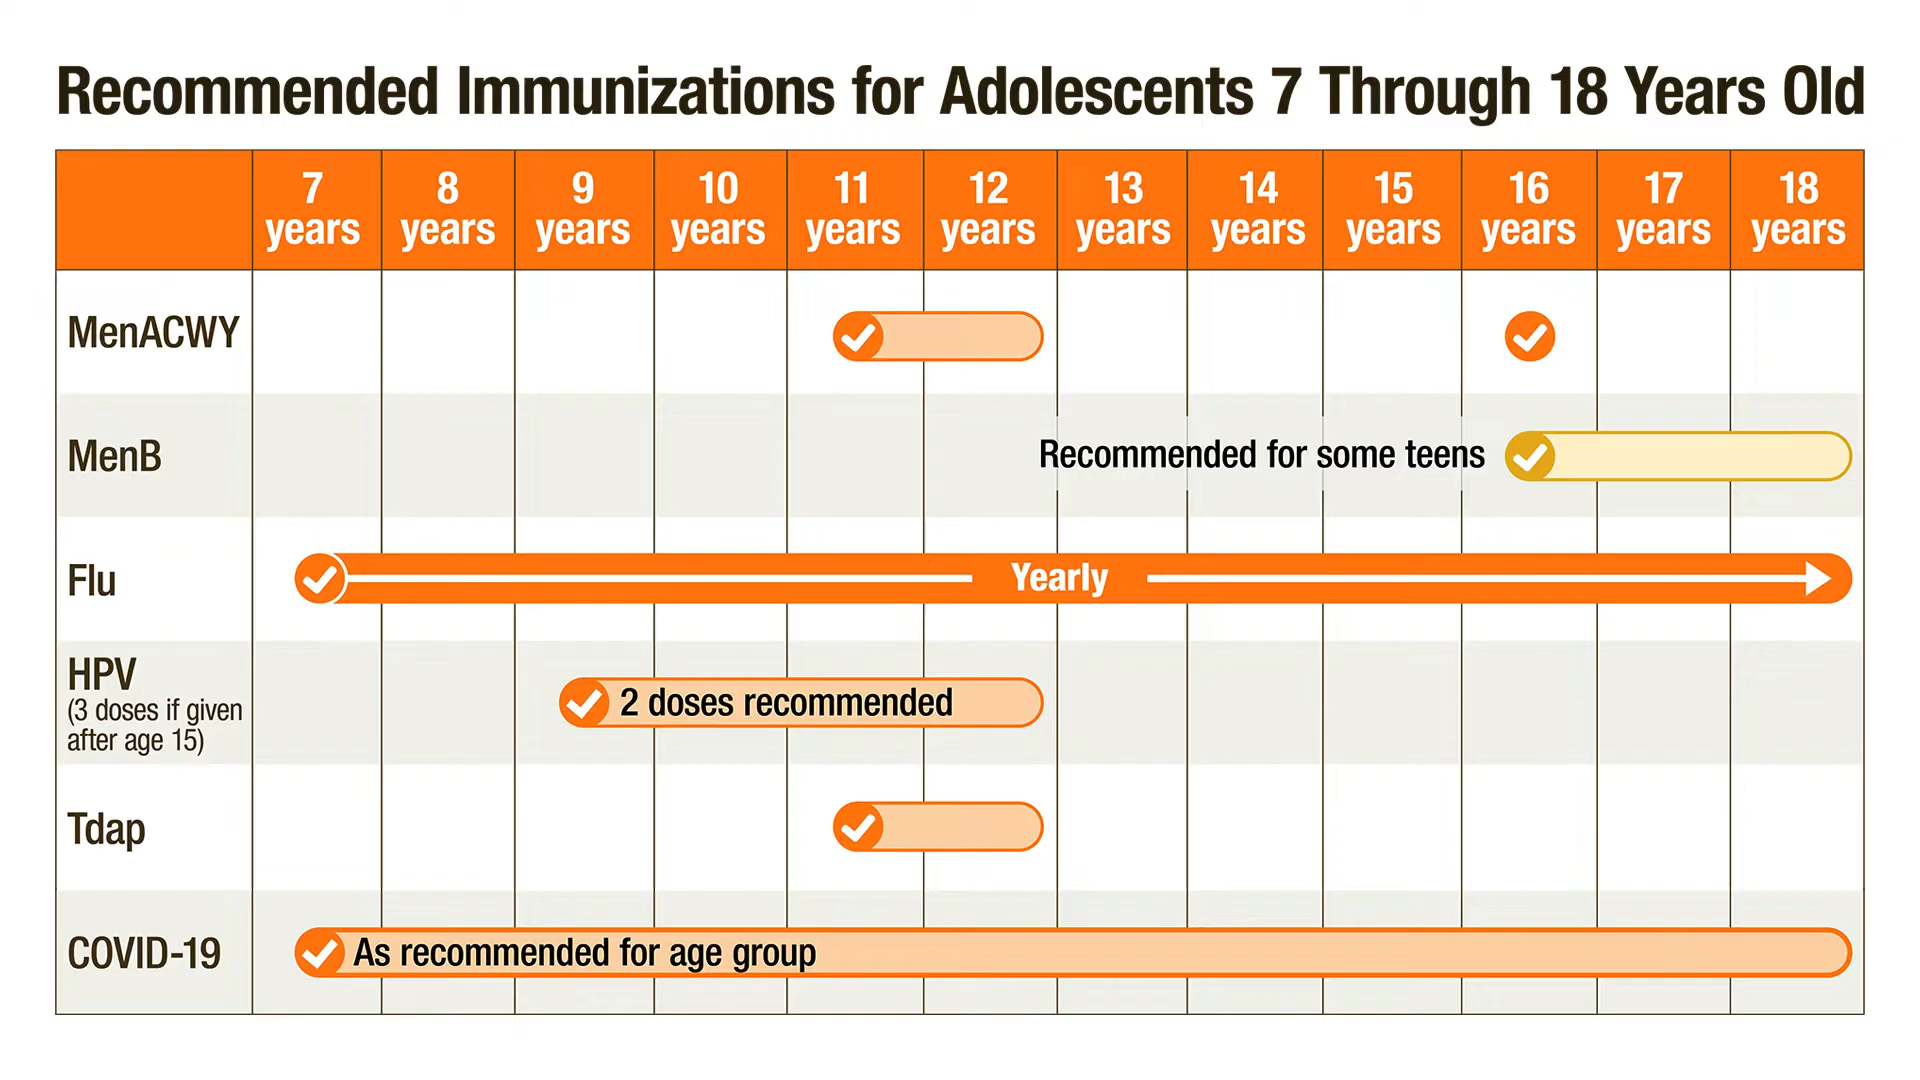 Recommended Immunizations for Adolescents 7 Through 18 Years Old
7 years
8 years
9 years
10 years
11 years
12 years
13 years
14 years
15 years
16 years
17 years
18 years
MenACWY
MenB
Recommended for some teens
Flu
Yearly
HPV
(3 doses if given
after age 15)
2 doses recommended
Tdap
COVID-19
As recommended for age group